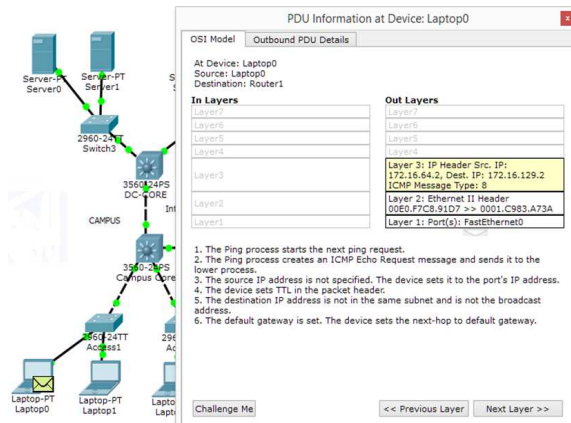 PDU Information at Device: Laptop0
x
OSI Model
Outbound PDU Details
At Device: Laptop0
Source: Laptop0
Destination: Router1
In Layers
Out Layers
Layer7
Layer7
Layer6
Layer6
Layer5
Layer5
Layer4
Layer4
Layer3
Layer 3: IP Header Src. IP:
172.16.64.2, Dest. IP: 172.16.129.2
ICMP Message Type: 8
Layer2
Layer 2: Ethernet II Header
00E0.F7C8.91D7 >> 0001.C983.A73A
Layer1
Layer 1: Port(s): FastEthernet0
1. The Ping process starts the next ping request.
2. The Ping process creates an ICMP Echo Request message and sends it to the
lower process.
3. The source IP address is not specified. The device sets it to the port's IP address.
4. The device sets TTL in the packet header.
5. The destination IP address is not in the same subnet and is not the broadcast
address.
6. The default gateway is set. The device sets the next-hop to default gateway.
Challenge Me
<< Previous Layer
Next Layer >>
Server-PT
Server0
Server-PT
Server1
S
2960-24TT
Switch3
3560-24PS
DC-CORE
Int
CAMPUS
3560-24PS
Campus Core
2960-24TT
Access1
296
Ac
Laptop-PT
Laptop0
Laptop-PT
Laptop1
Lapto
Lapt